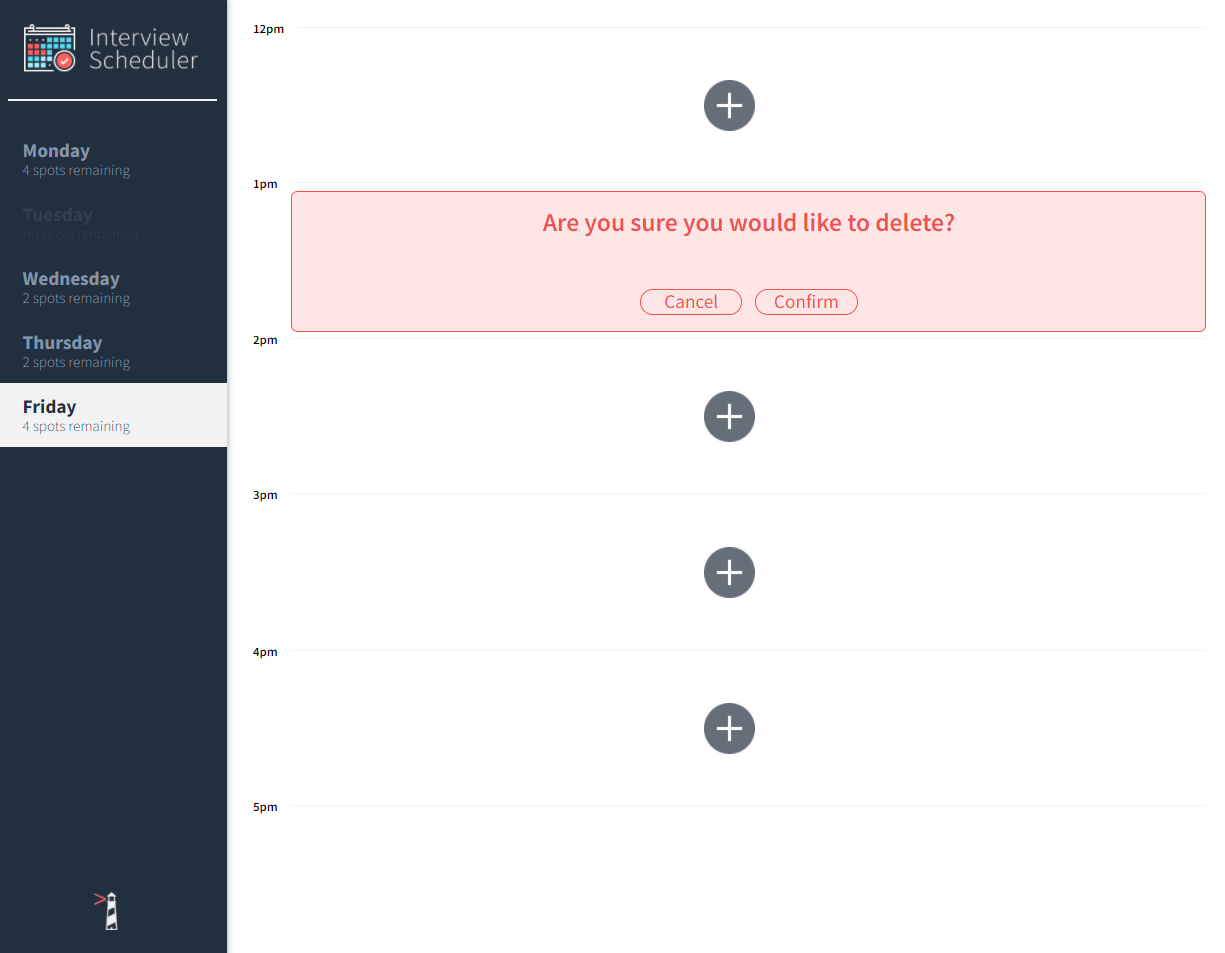 Interview
Scheduler
Monday
4 spots remaining
Tuesday
no spots remaining
Wednesday
2 spots remaining
Thursday
2 spots remaining
Friday
4 spots remaining
12pm
1pm
Are you sure you would like to delete?
Cancel Confirm
2pm
3pm
4pm
5pm